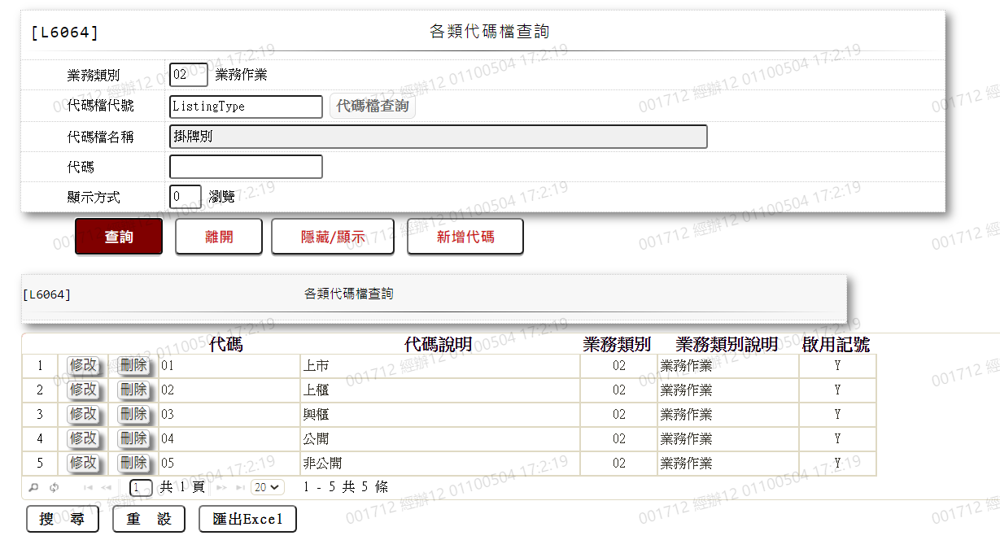 [L6064] 各類代碼檔查詢
業務類別 02 業務作業
代碼檔代號 ListingType 代碼檔查詢
代碼檔名稱 掛牌別
代碼
顯示方式 0 瀏覽
查詢 離開 隱藏/顯示 新增代碼
[L6064] 各類代碼檔查詢
代碼 代碼說明 業務類別 業務類別說明 啟用記號
1 修改 刪除 01 上市 02 業務作業 Y
2 修改 刪除 02 上櫃 02 業務作業 Y
3 修改 刪除 03 興櫃 02 業務作業 Y
4 修改 刪除 04 公開 02 業務作業 Y
5 修改 刪除 05 非公開 02 業務作業 Y
1 共 1 頁 20 1 - 5 共 5 條
搜 尋 重 設 匯出Excel
001712 經辦12 01100504 17:2:19